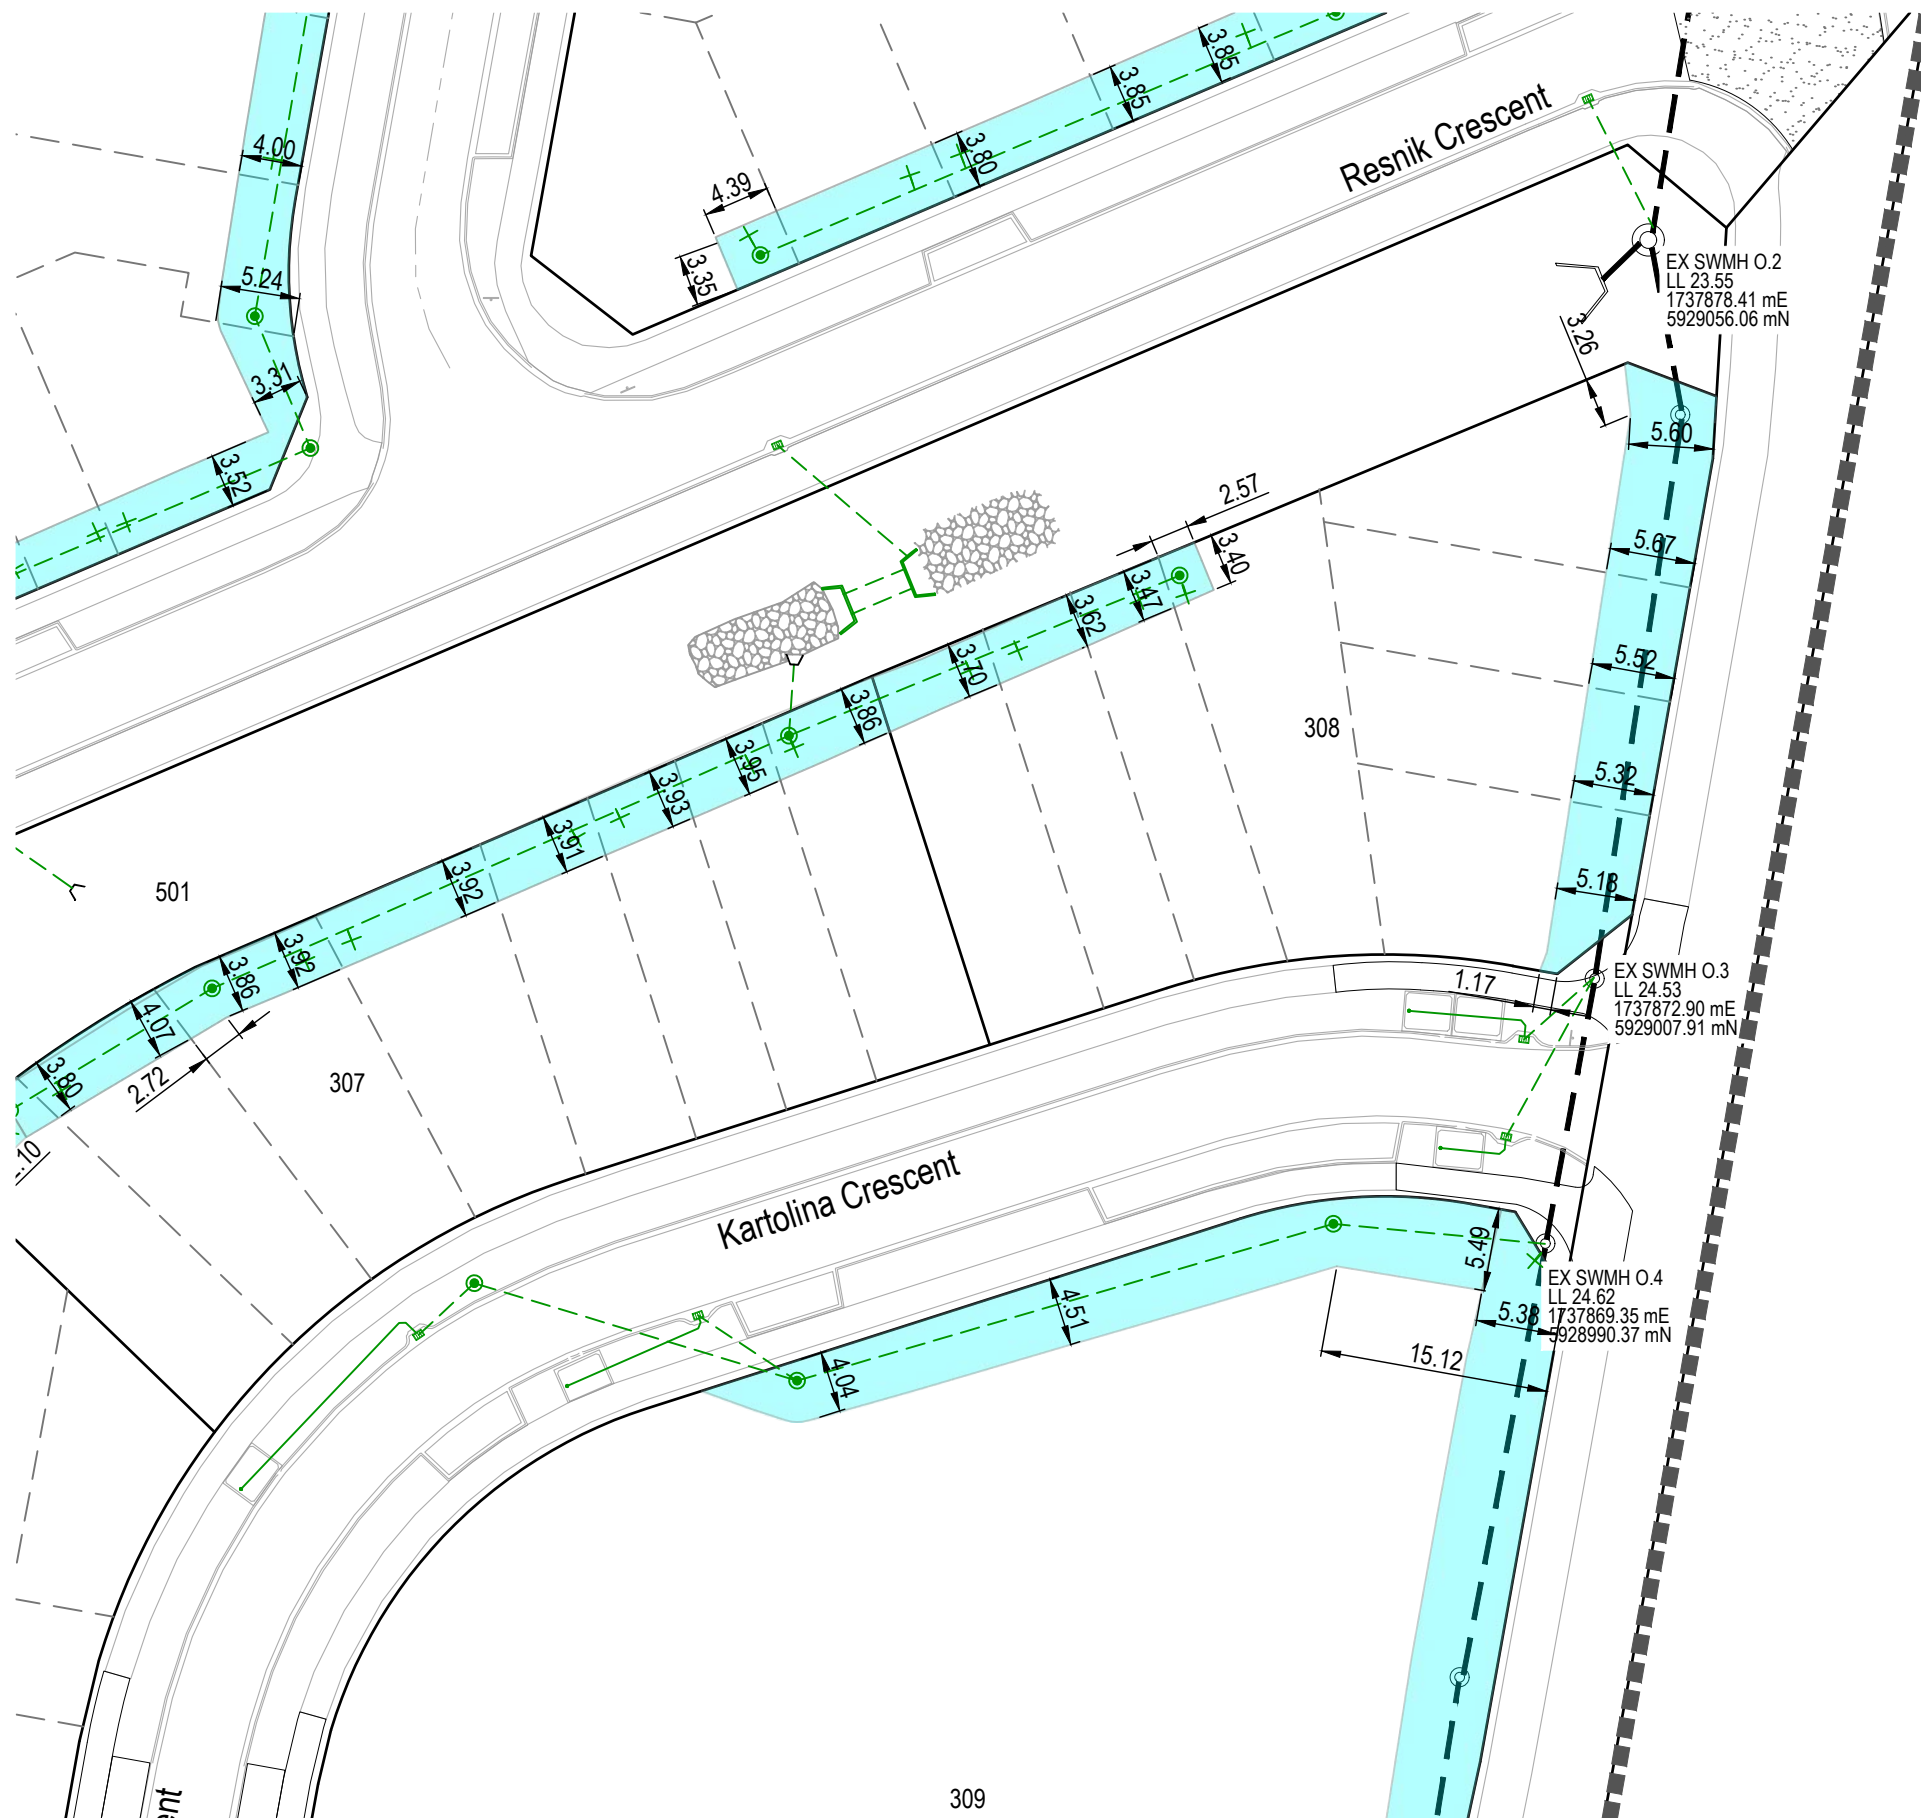 3.85
3.85
3.80
4.00
4.39
3.35
Resnik Crescent
5.24
3.31
3.52
EX SWMH O.2
LL 23.55
1737878.41 mE
5929056.06 mN
3.26
5.60
2.57
3.40
3.47
3.62
3.70
3.86
3.95
3.93
3.91
3.92
3.92
3.86
4.07
3.80
2.72
.10
5.67
5.52
5.32
5.18
308
501
307
EX SWMH O.3
LL 24.53
1737872.90 mE
5929007.91 mN
1.17
Kartolina Crescent
5.49
4.51
4.04
5.38
15.12
EX SWMH O.4
LL 24.62
1737869.35 mE
5928990.37 mN
309
ent